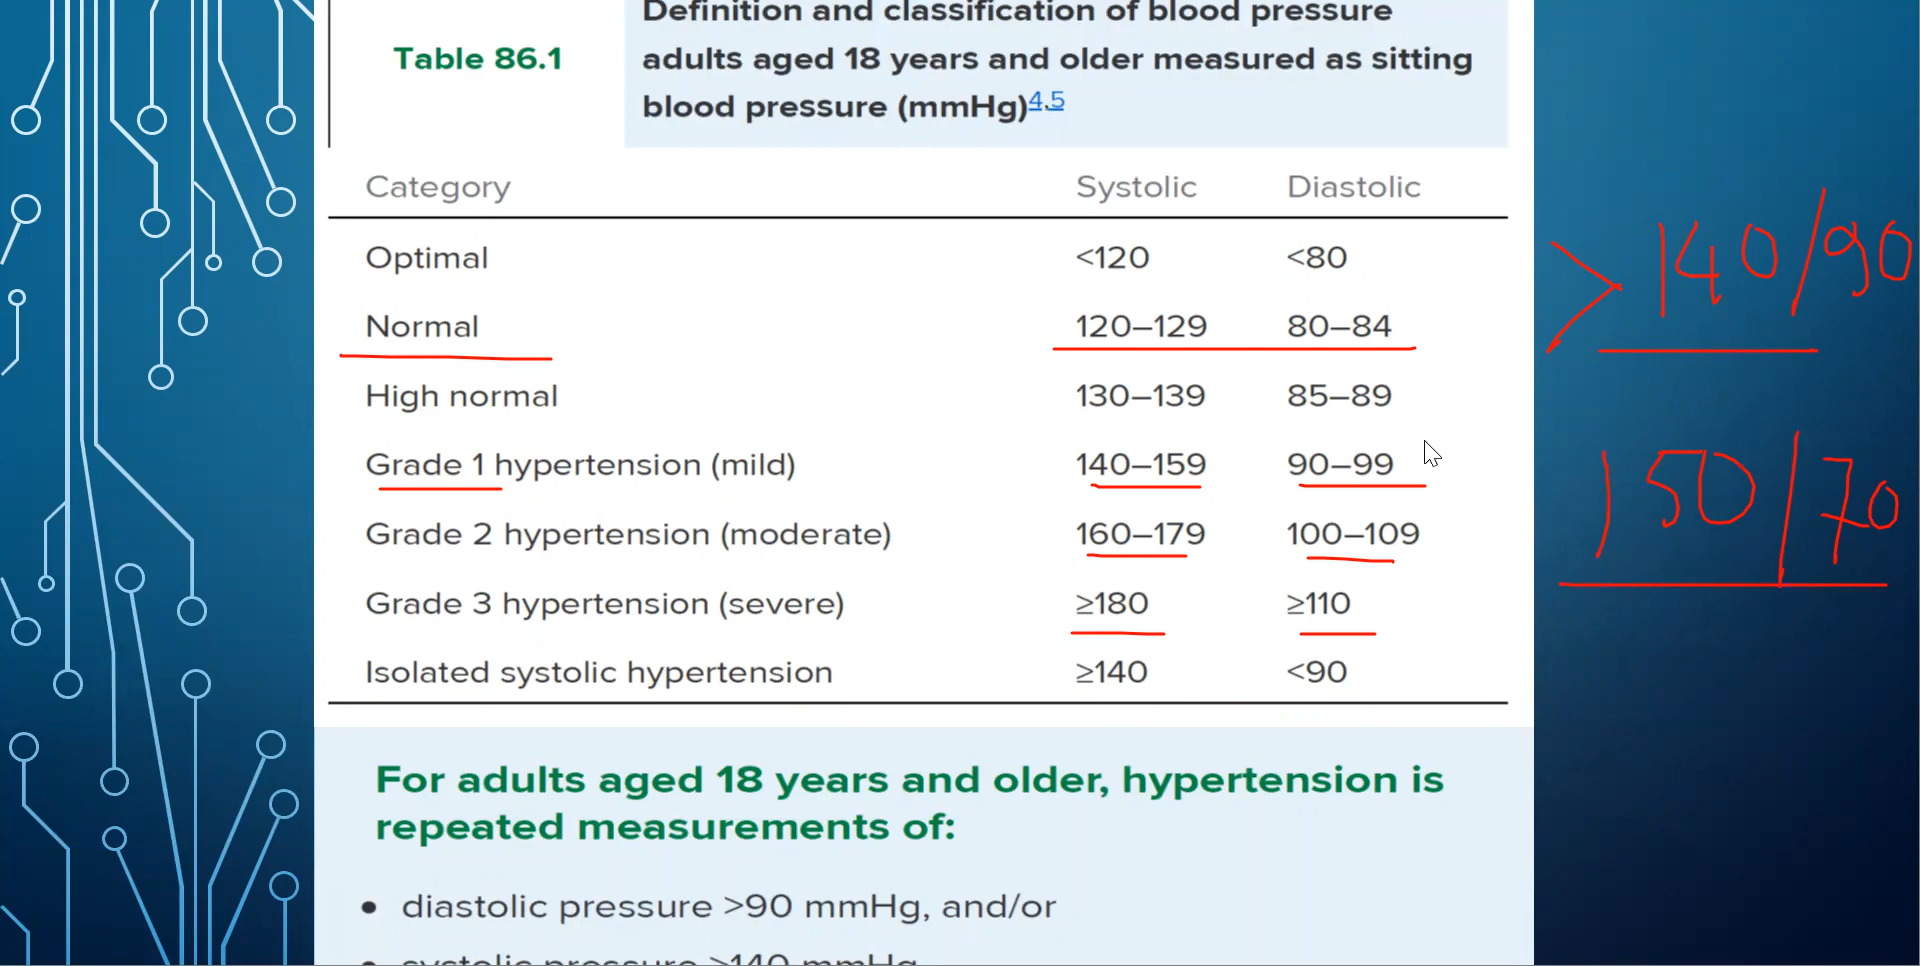 Table 86.1
Definition and classification of blood pressure
adults aged 18 years and older measured as sitting
blood pressure (mmHg)4,5
Category Systolic Diastolic
Optimal <120 <80
Normal 120–129 80–84
High normal 130–139 85–89
Grade 1 hypertension (mild) 140–159 90–99
Grade 2 hypertension (moderate) 160–179 100–109
Grade 3 hypertension (severe) ≥180 ≥110
Isolated systolic hypertension ≥140 <90
For adults aged 18 years and older, hypertension is
repeated measurements of:
• diastolic pressure >90 mmHg, and/or
• systolic pressure >140 mmHg
>140/90
150/70